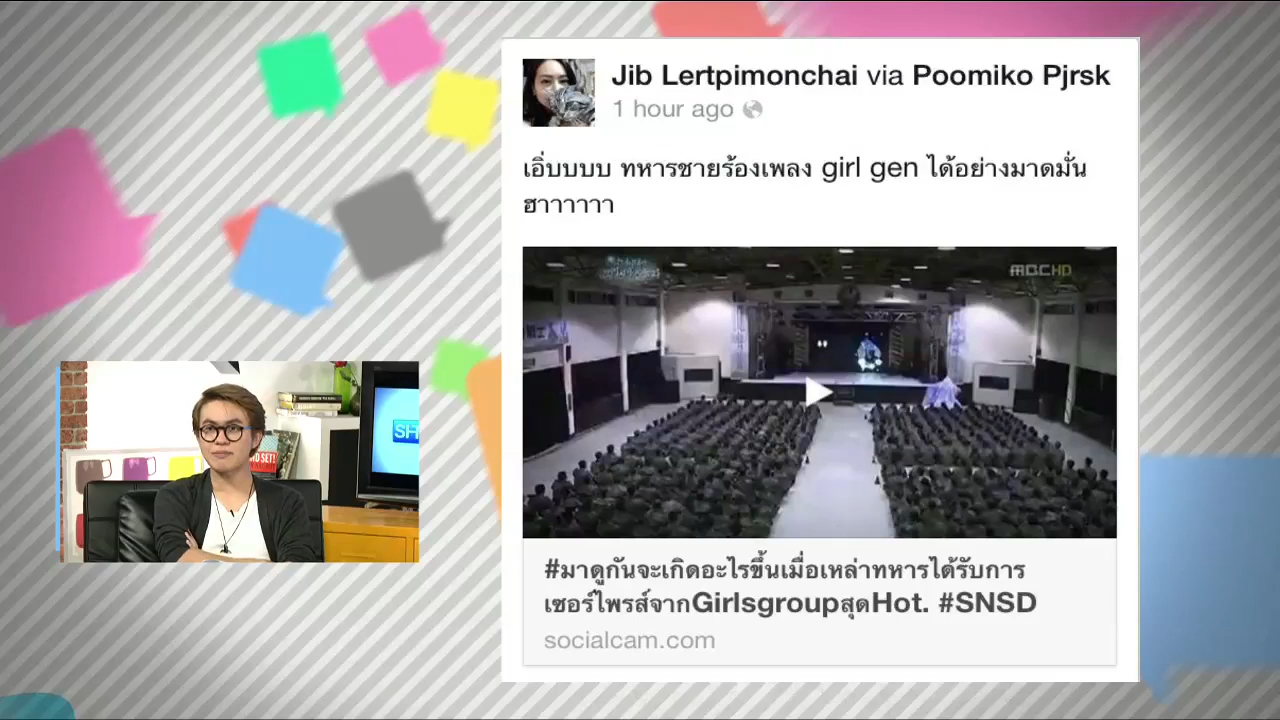 Jib Lertpimonchai via Poomiko Pjrsk
1 hour ago
เอิ่บบบบ ทหารชายร้องเพลง girl gen ได้อย่างมาดมั่น
ฮาาาาาา
MBC HD
#มาดูกันจะเกิดอะไรขึ้นเมื่อเหล่าทหารได้รับการ
เซอร์ไพรส์จากGirlsgroupสุดHot. #SNSD
socialcam.com
SH
ND SET!